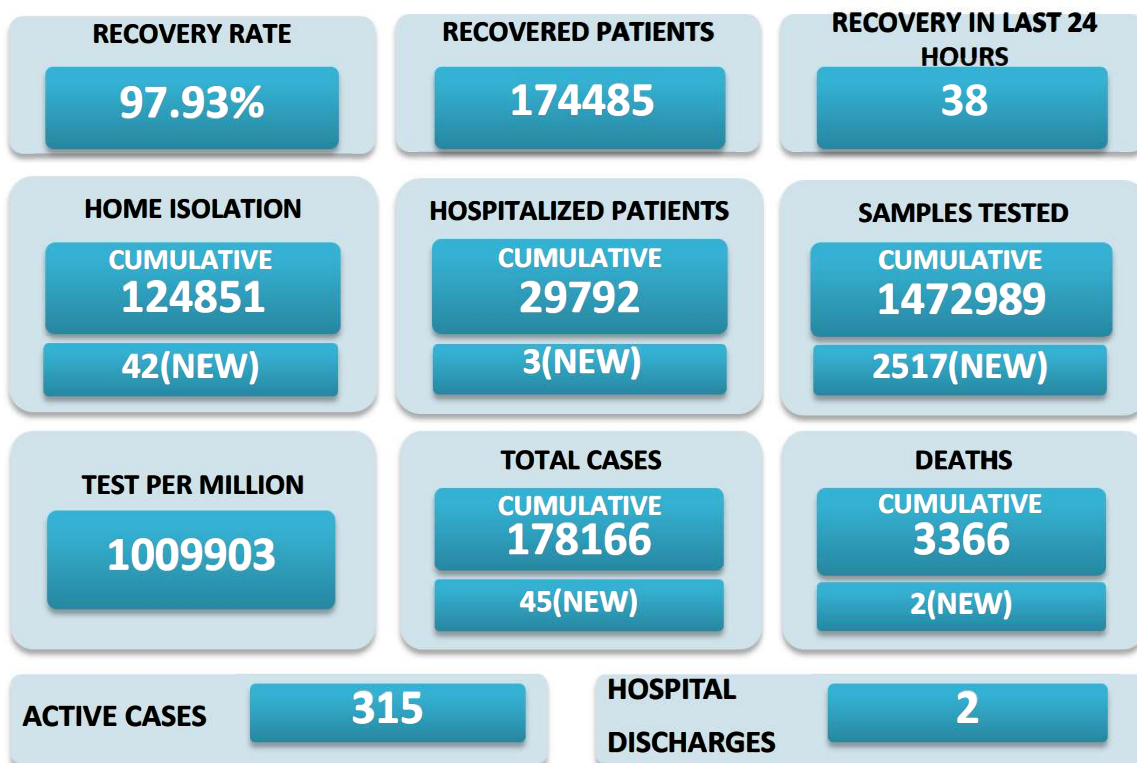 RECOVERY RATE
97.93%
RECOVERED PATIENTS
174485
RECOVERY IN LAST 24
HOURS
38
HOME ISOLATION
CUMULATIVE
124851
42(NEW)
HOSPITALIZED PATIENTS
CUMULATIVE
29792
3(NEW)
SAMPLES TESTED
CUMULATIVE
1472989
2517(NEW)
TEST PER MILLION
1009903
TOTAL CASES
CUMULATIVE
178166
45(NEW)
DEATHS
CUMULATIVE
3366
2(NEW)
ACTIVE CASES
315
HOSPITAL
DISCHARGES
2